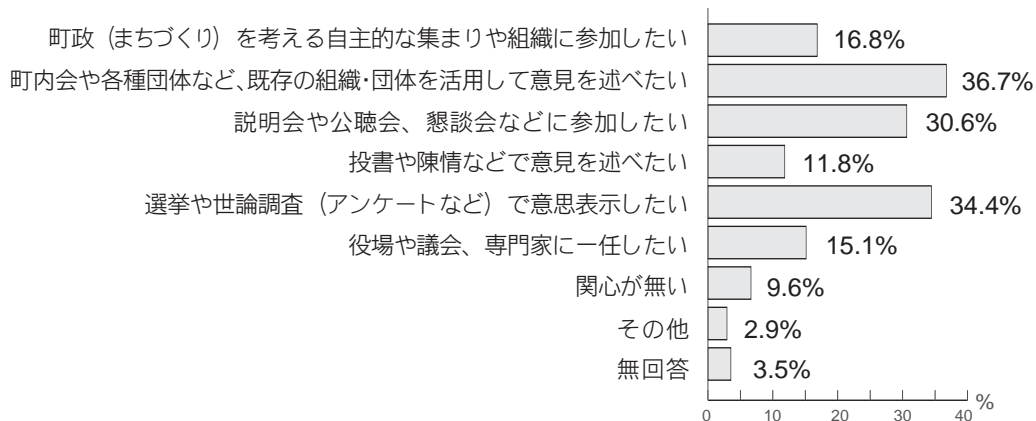 町政（まちづくり）を考える自主的な集まりや組織に参加したい 16.8%
町内会や各種団体など、既存の組織・団体を活用して意見を述べたい 36.7%
説明会や公聴会、懇談会などに参加したい 30.6%
投書や陳情などで意見を述べたい 11.8%
選挙や世論調査（アンケートなど）で意思表示したい 34.4%
役場や議会、専門家に一任したい 15.1%
関心が無い 9.6%
その他 2.9%
無回答 3.5%
0 10 20 30 40 %